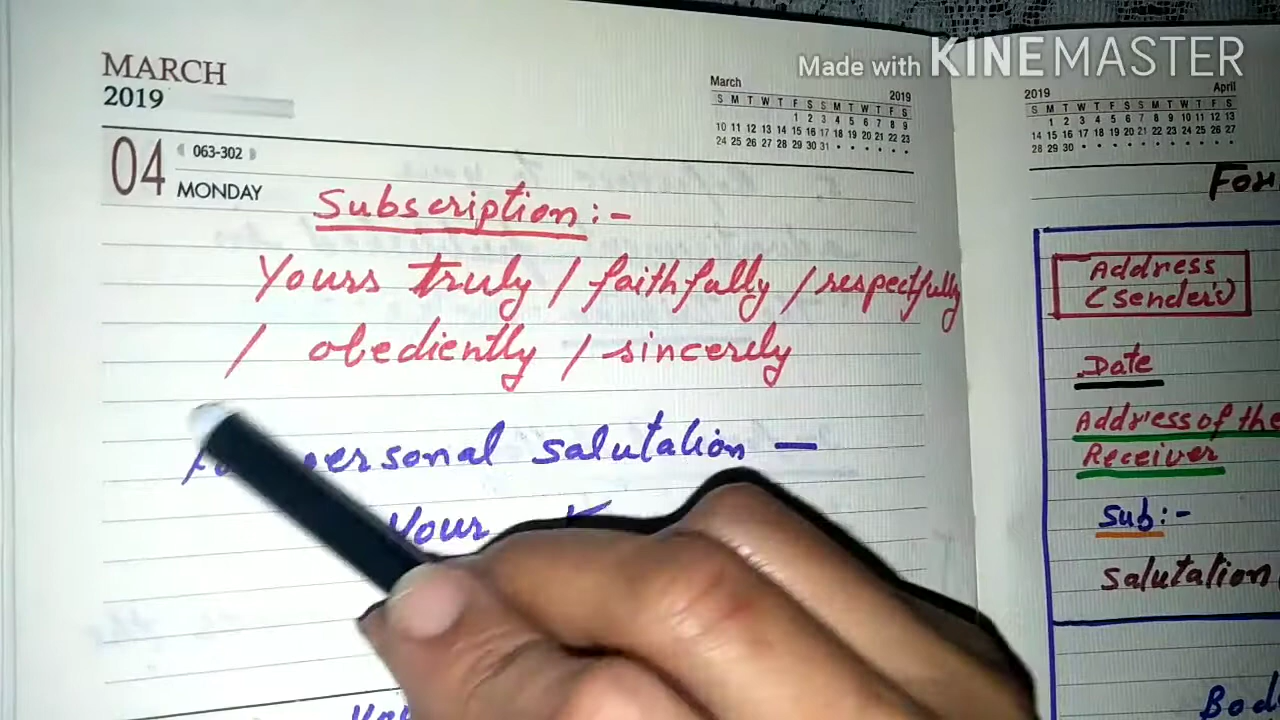 Made with KINEMASTER
MARCH
2019
04
063-302
MONDAY
March 2019
S M T W T F S S M T W T F S
1 2 3 4 5 6 7 8 9
10 11 12 13 14 15 16 17 18 19 20 21 22 23
24 25 26 27 28 29 30 31
Subscription :-
Yours truly / faithfully / respectfully
/ obediently / sincerely
personal salutation —
Your
2019 April
S M T W T F S S M T W T F S
1 2 3 4 5 6 7 8 9 10 11 12 13
14 15 16 17 18 19 20 21 22 23 24 25 26 27
28 29 30
Address
(sender's)
Date
Address of the
Receiver
Sub :-
Salutation